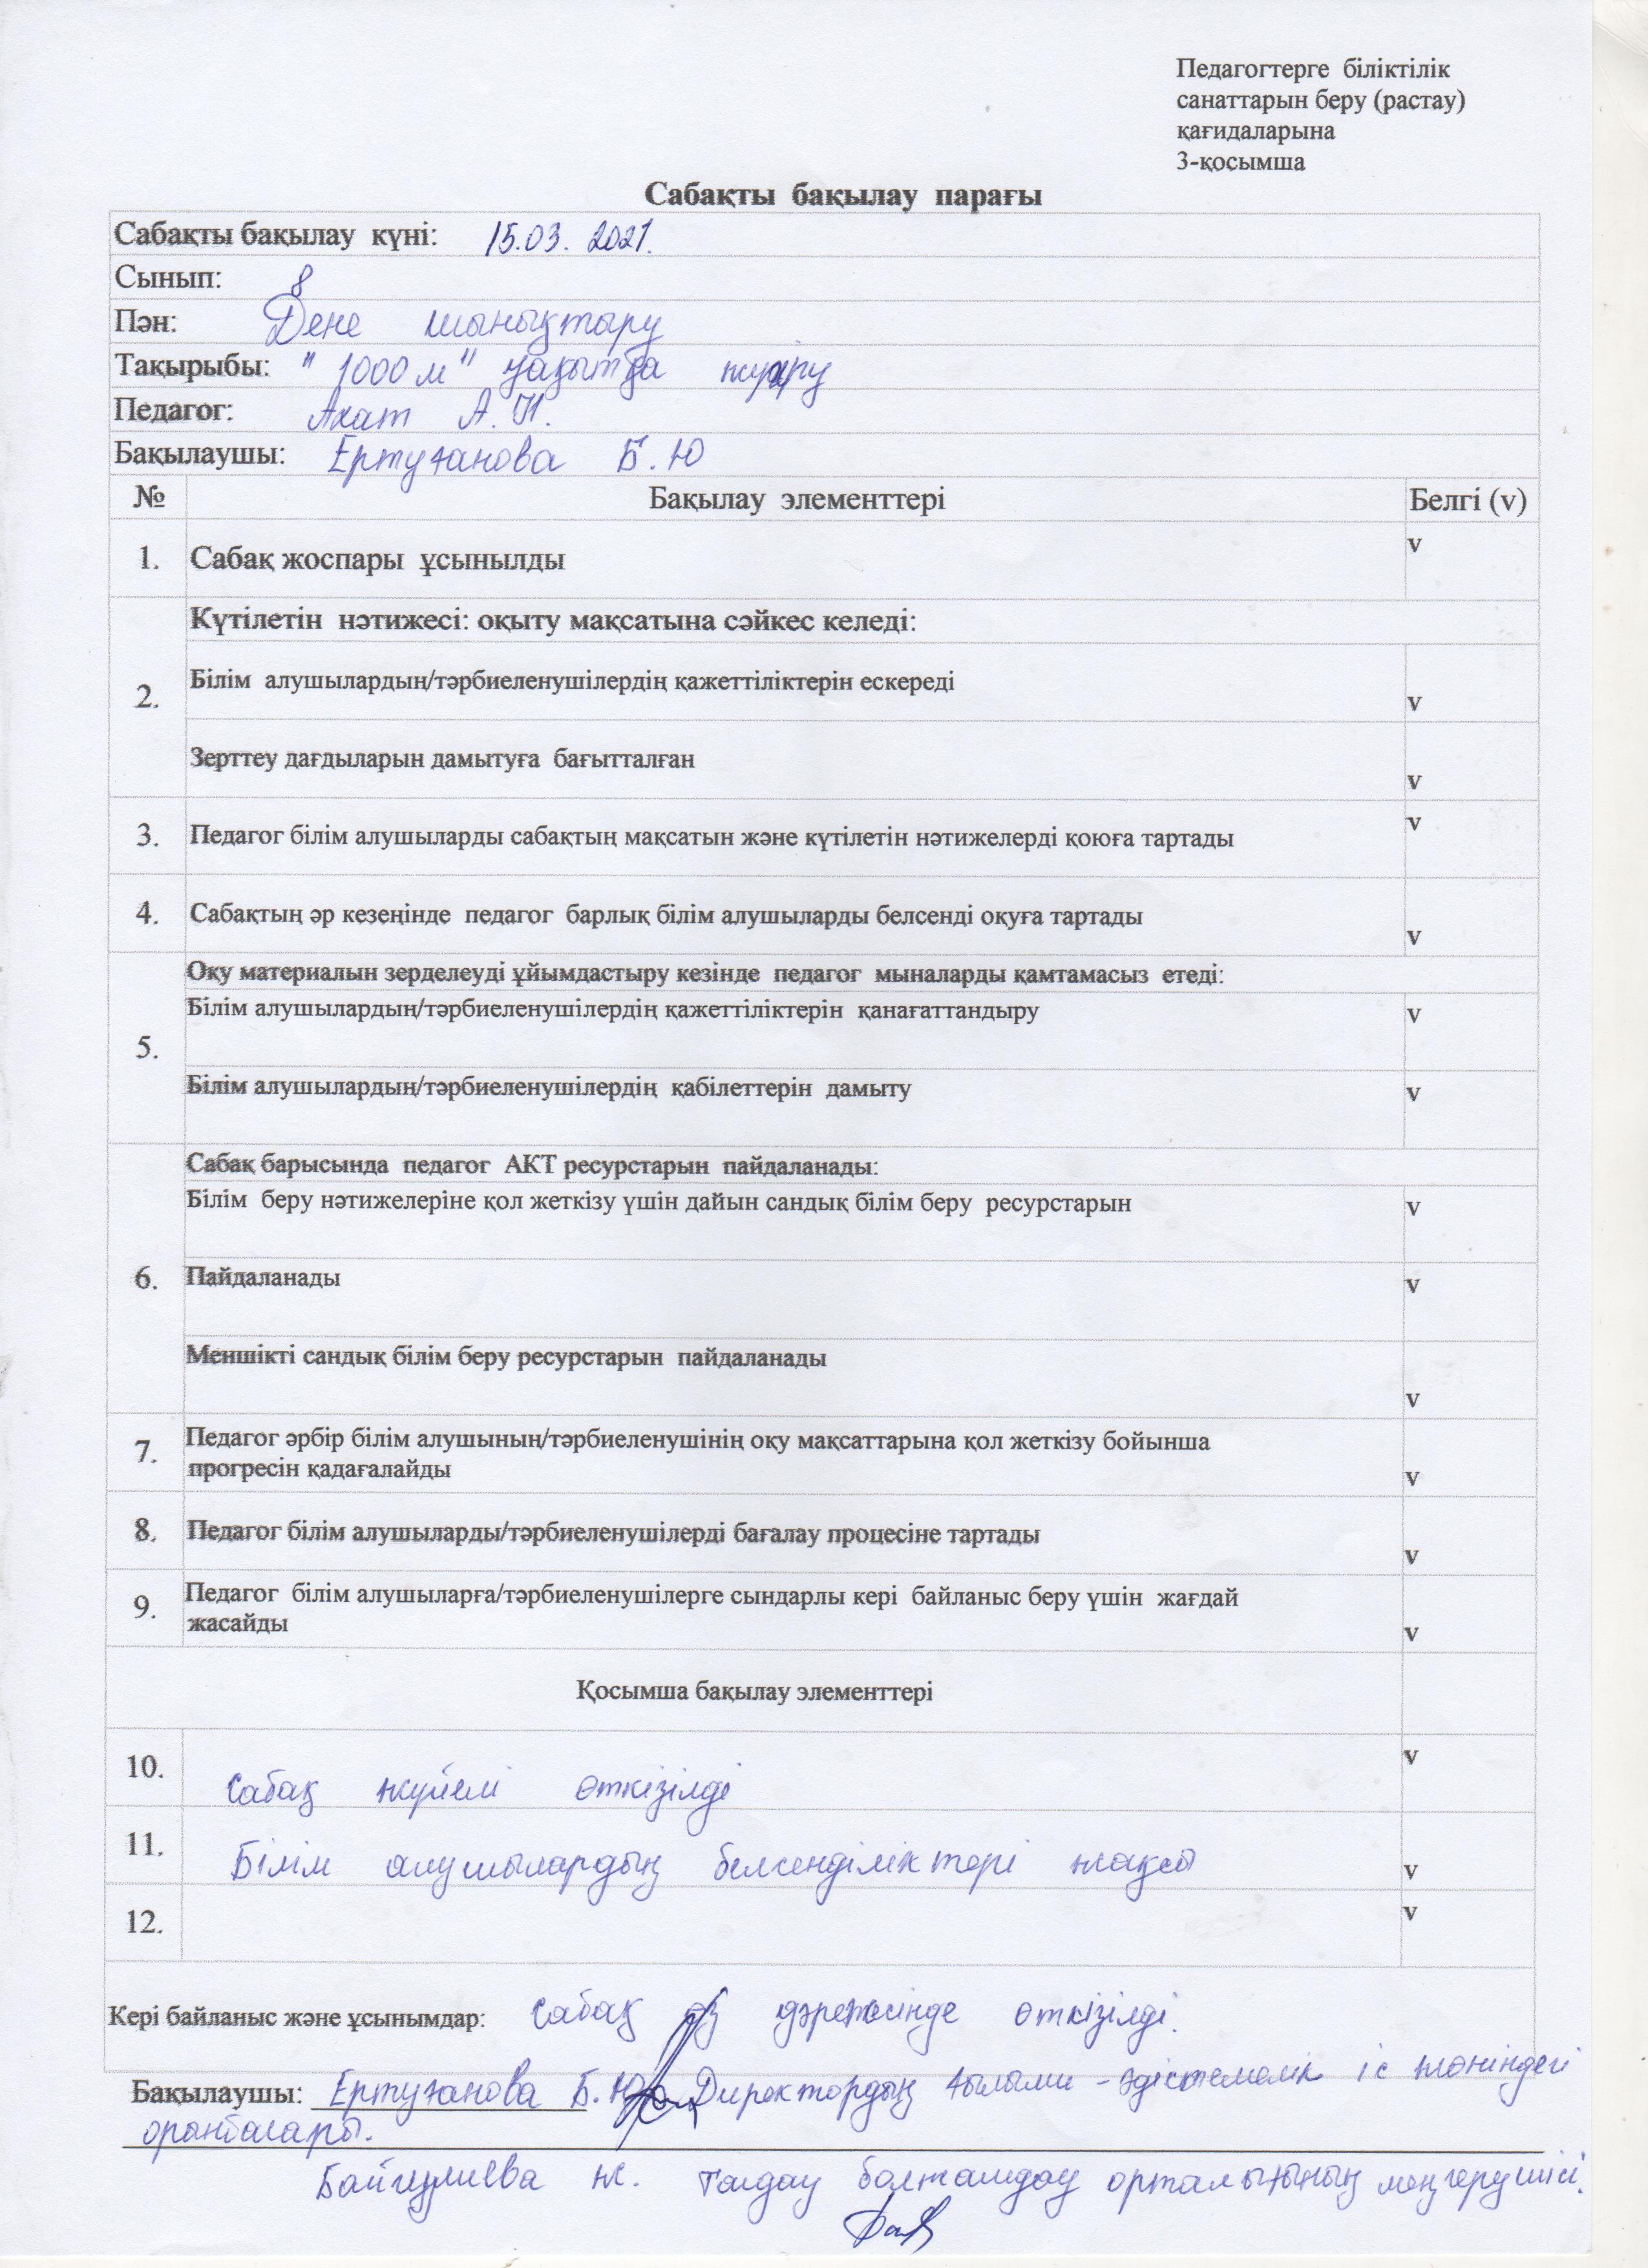 Педагогтерге біліктілік
санаттарын беру (растау)
қағидаларына
3-қосымша
Сабақты бақылау парағы
Сабақты бақылау күні: 15.03. 2021.
Сынып: 8
Пән: Дене шынықтыру
Тақырыбы: "1000 м" уақытқа жүгіру
Педагог: Ахат А. Н.
Бақылаушы: Ертуғанова Б. Ю
№ Бақылау элементтері Белгі (v)
1. Сабақ жоспары ұсынылды v
Күтілетін нәтижесі: оқыту мақсатына сәйкес келеді:
2. Білім алушылардың/тәрбиеленушілердің қажеттіліктерін ескереді v
Зерттеу дағдыларын дамытуға бағытталған v
3. Педагог білім алушыларды сабақтың мақсатын және күтілетін нәтижелерді қоюға тартады v
4. Сабақтың әр кезеңінде педагог барлық білім алушыларды белсенді оқуға тартады v
Оқу материалын зерделеуді ұйымдастыру кезінде педагог мыналарды қамтамасыз етеді:
5. Білім алушылардың/тәрбиеленушілердің қажеттіліктерін қанағаттандыру v
Білім алушылардың/тәрбиеленушілердің қабілеттерін дамыту v
Сабақ барысында педагог АКТ ресурстарын пайдаланады:
Білім беру нәтижелеріне қол жеткізу үшін дайын сандық білім беру ресурстарын v
6. Пайдаланады v
Меншікті сандық білім беру ресурстарын пайдаланады v
7. Педагог әрбір білім алушының/тәрбиеленушінің оқу мақсаттарына қол жеткізу бойынша
прогресін қадағалайды v
8. Педагог білім алушыларды/тәрбиеленушілерді бағалау процесіне тартады v
9. Педагог білім алушыларға/тәрбиеленушілерге сындарлы кері байланыс беру үшін жағдай
жасайды v
Қосымша бақылау элементтері
10. Сабақ жүйелі өткізілді v
11. Білім алушылардың белсенділіктері жақсы v
12. v
Кері байланыс және ұсынымдар: Сабақ өз дәрежесінде өткізілді.
Бақылаушы: Ертуғанова Б. Ю. Директордың ғылыми-әдістемелік іс жөніндегі
орынбасары.
Ж. Талдау болжамдау орталығының меңгерушісі.